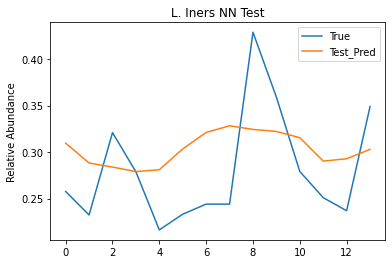 L. Iners NN Test
True
Test_Pred
Relative Abundance
0.40
0.35
0.30
0.25
0 2 4 6 8 10 12